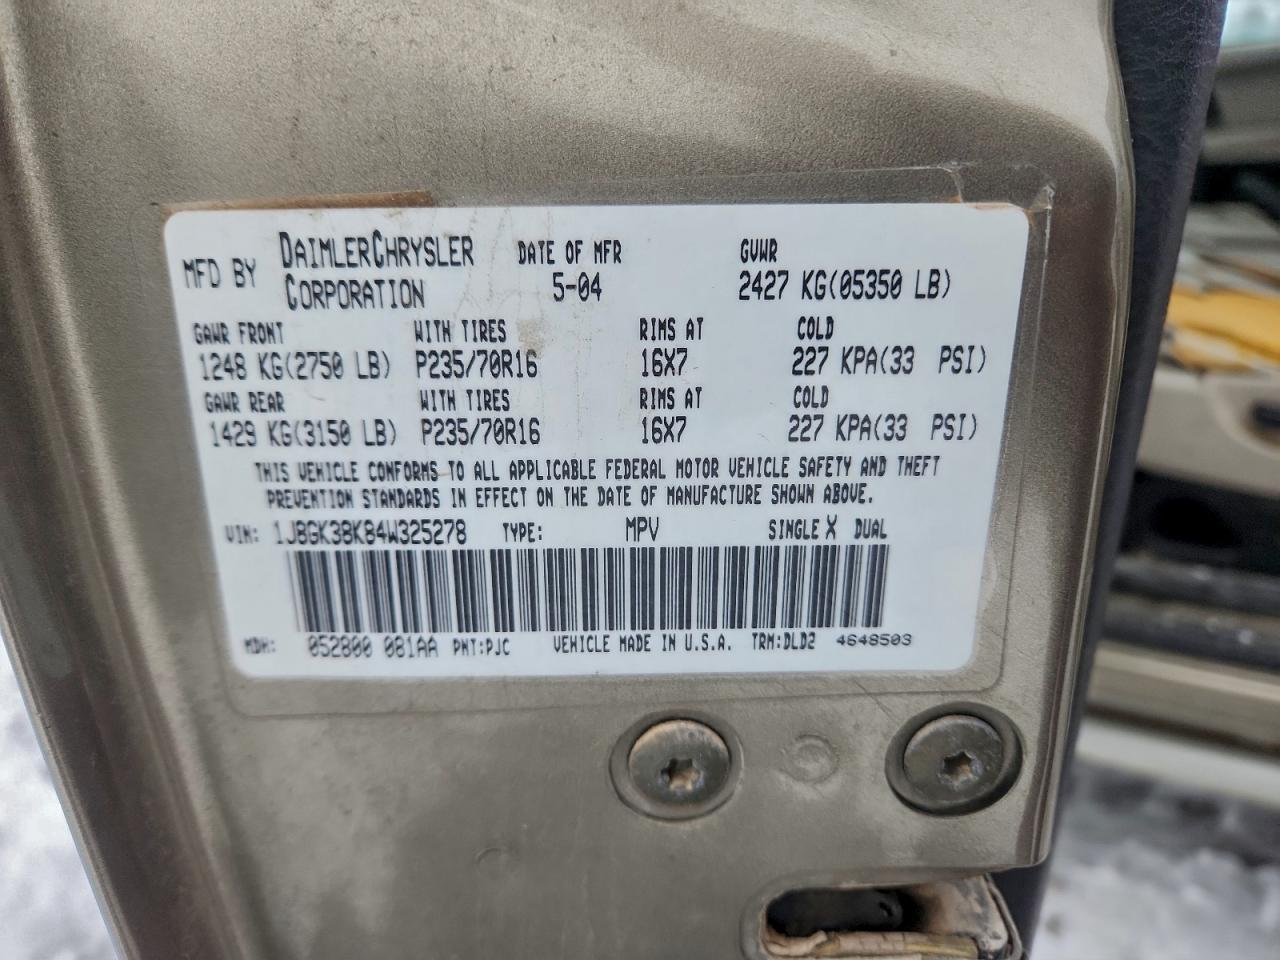 MFD BY DAIMLERCHRYSLER CORPORATION DATE OF MFR 5-04 GVWR 2427 KG(05350 LB)
GAWR FRONT WITH TIRES RIMS AT COLD
1248 KG(2750 LB) P235/70R16 16X7 227 KPA(33 PSI)
GAWR REAR WITH TIRES RIMS AT COLD
1429 KG(3150 LB) P235/70R16 16X7 227 KPA(33 PSI)
THIS VEHICLE CONFORMS TO ALL APPLICABLE FEDERAL MOTOR VEHICLE SAFETY AND THEFT
PREVENTION STANDARDS IN EFFECT ON THE DATE OF MANUFACTURE SHOWN ABOVE.
VIN: 1J8GK38K84W325278 TYPE: MPV SINGLE X DUAL
MDH: 052800 081AA PNT:PJC VEHICLE MADE IN U.S.A. TRM:DLD2 4648503